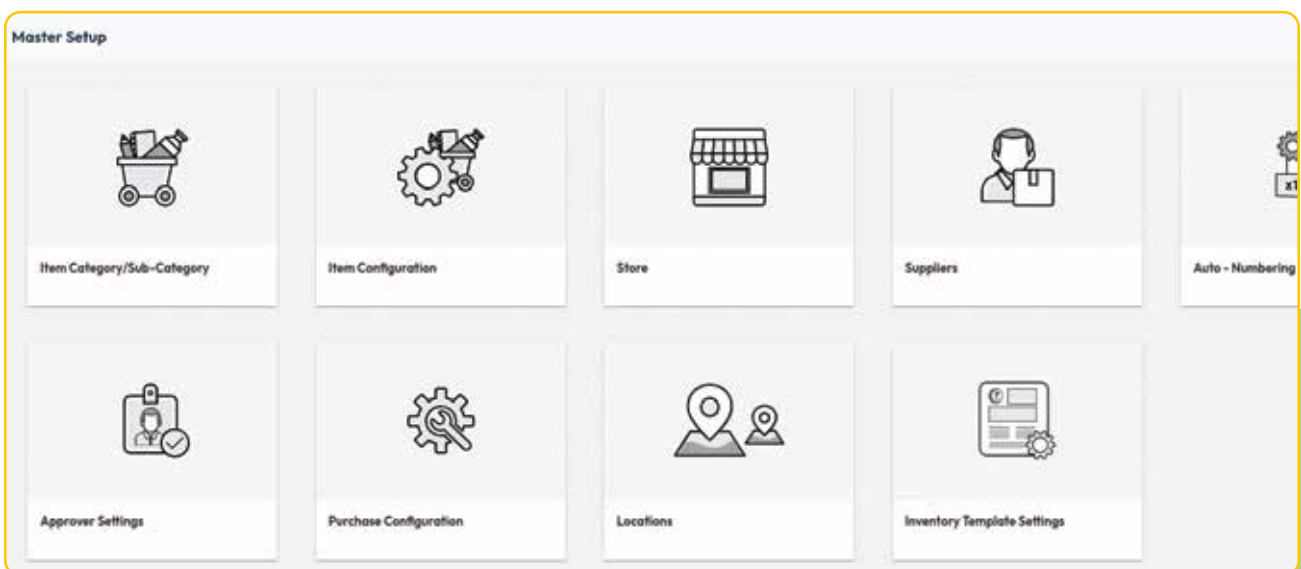 Master Setup
x1
Item Category/Sub-Category
Item Configuration
Store
Suppliers
Auto - Numbering
Approver Settings
Purchase Configuration
Locations
Inventory Template Settings